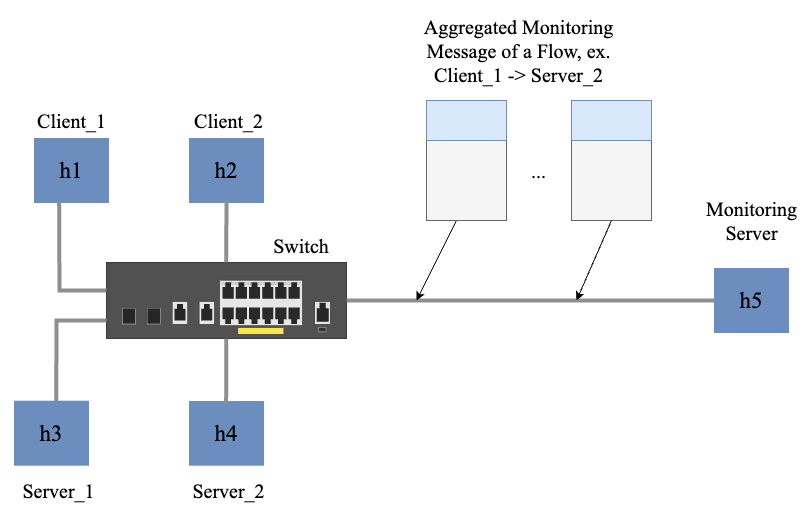 Aggregated Monitoring
Message of a Flow, ex.
Client_1 -> Server_2
Client_1
Client_2
h1
h2
...
Monitoring
Server
Switch
h5
h3
h4
Server_1
Server_2